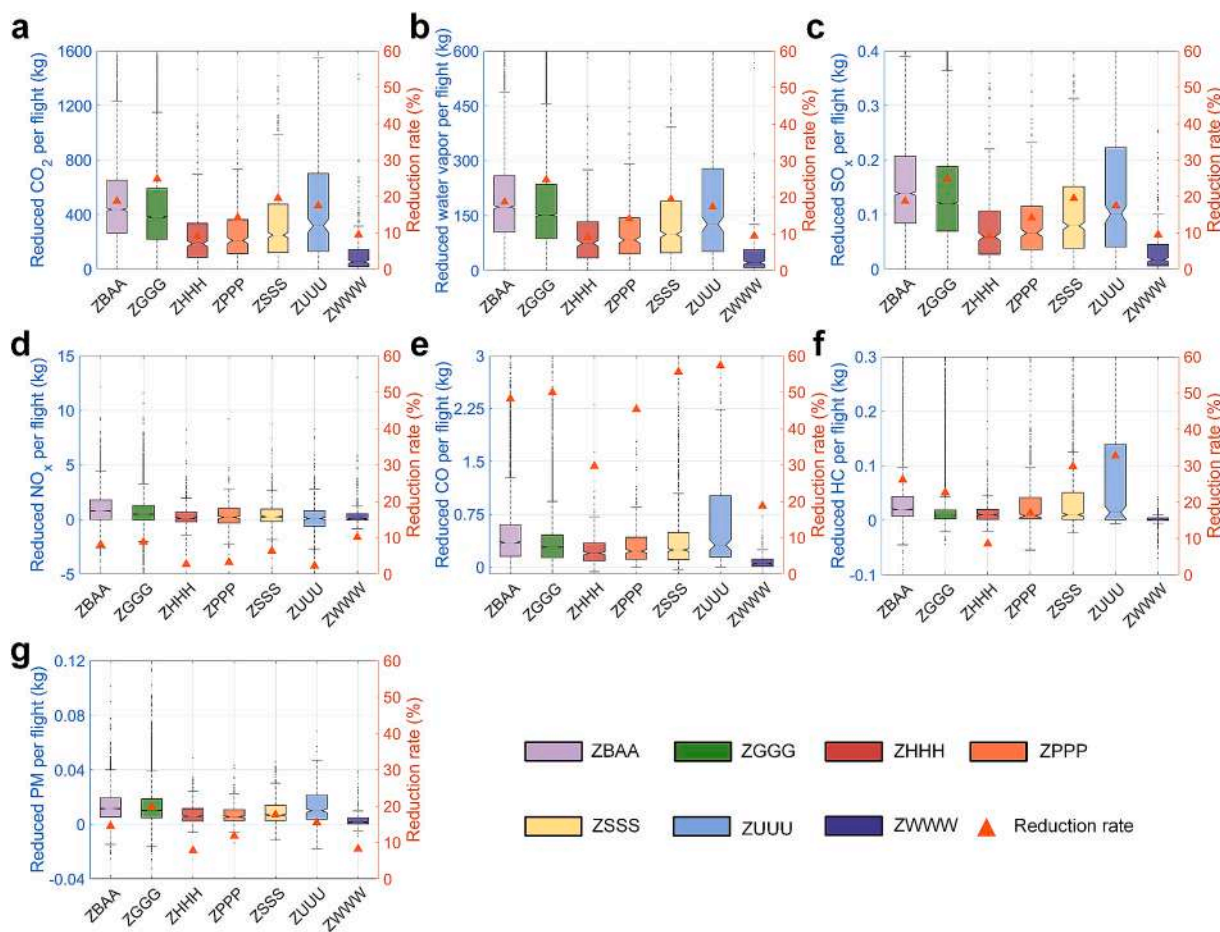 a
Reduced CO2 per flight (kg)
1600
1200
800
400
0
60
50
40
30
20
10
0
Reduction rate (%)
ZBAA
ZGGG
ZHHH
ZPPP
ZSSS
ZUUU
ZWWW
b
Reduced water vapor per flight (kg)
600
450
300
150
0
60
50
40
30
20
10
0
Reduction rate (%)
ZBAA
ZGGG
ZHHH
ZPPP
ZSSS
ZUUU
ZWWW
c
Reduced SOx per flight (kg)
0.4
0.3
0.2
0.1
0
60
50
40
30
20
10
0
Reduction rate (%)
ZBAA
ZGGG
ZHHH
ZPPP
ZSSS
ZUUU
ZWWW
d
Reduced NOx per flight (kg)
15
10
5
0
-5
60
50
40
30
20
10
0
Reduction rate (%)
ZBAA
ZGGG
ZHHH
ZPPP
ZSSS
ZUUU
ZWWW
e
Reduced CO per flight (kg)
3
2.25
1.5
0.75
0
60
50
40
30
20
10
0
Reduction rate (%)
ZBAA
ZGGG
ZHHH
ZPPP
ZSSS
ZUUU
ZWWW
f
Reduced HC per flight (kg)
0.3
0.2
0.1
0
-0.1
60
50
40
30
20
10
0
Reduction rate (%)
ZBAA
ZGGG
ZHHH
ZPPP
ZSSS
ZUUU
ZWWW
g
Reduced PM per flight (kg)
0.12
0.08
0.04
0
-0.04
60
50
40
30
20
10
0
Reduction rate (%)
ZBAA
ZGGG
ZHHH
ZPPP
ZSSS
ZUUU
ZWWW
ZBAA ZGGG ZHHH ZPPP
ZSSS ZUUU ZWWW Reduction rate